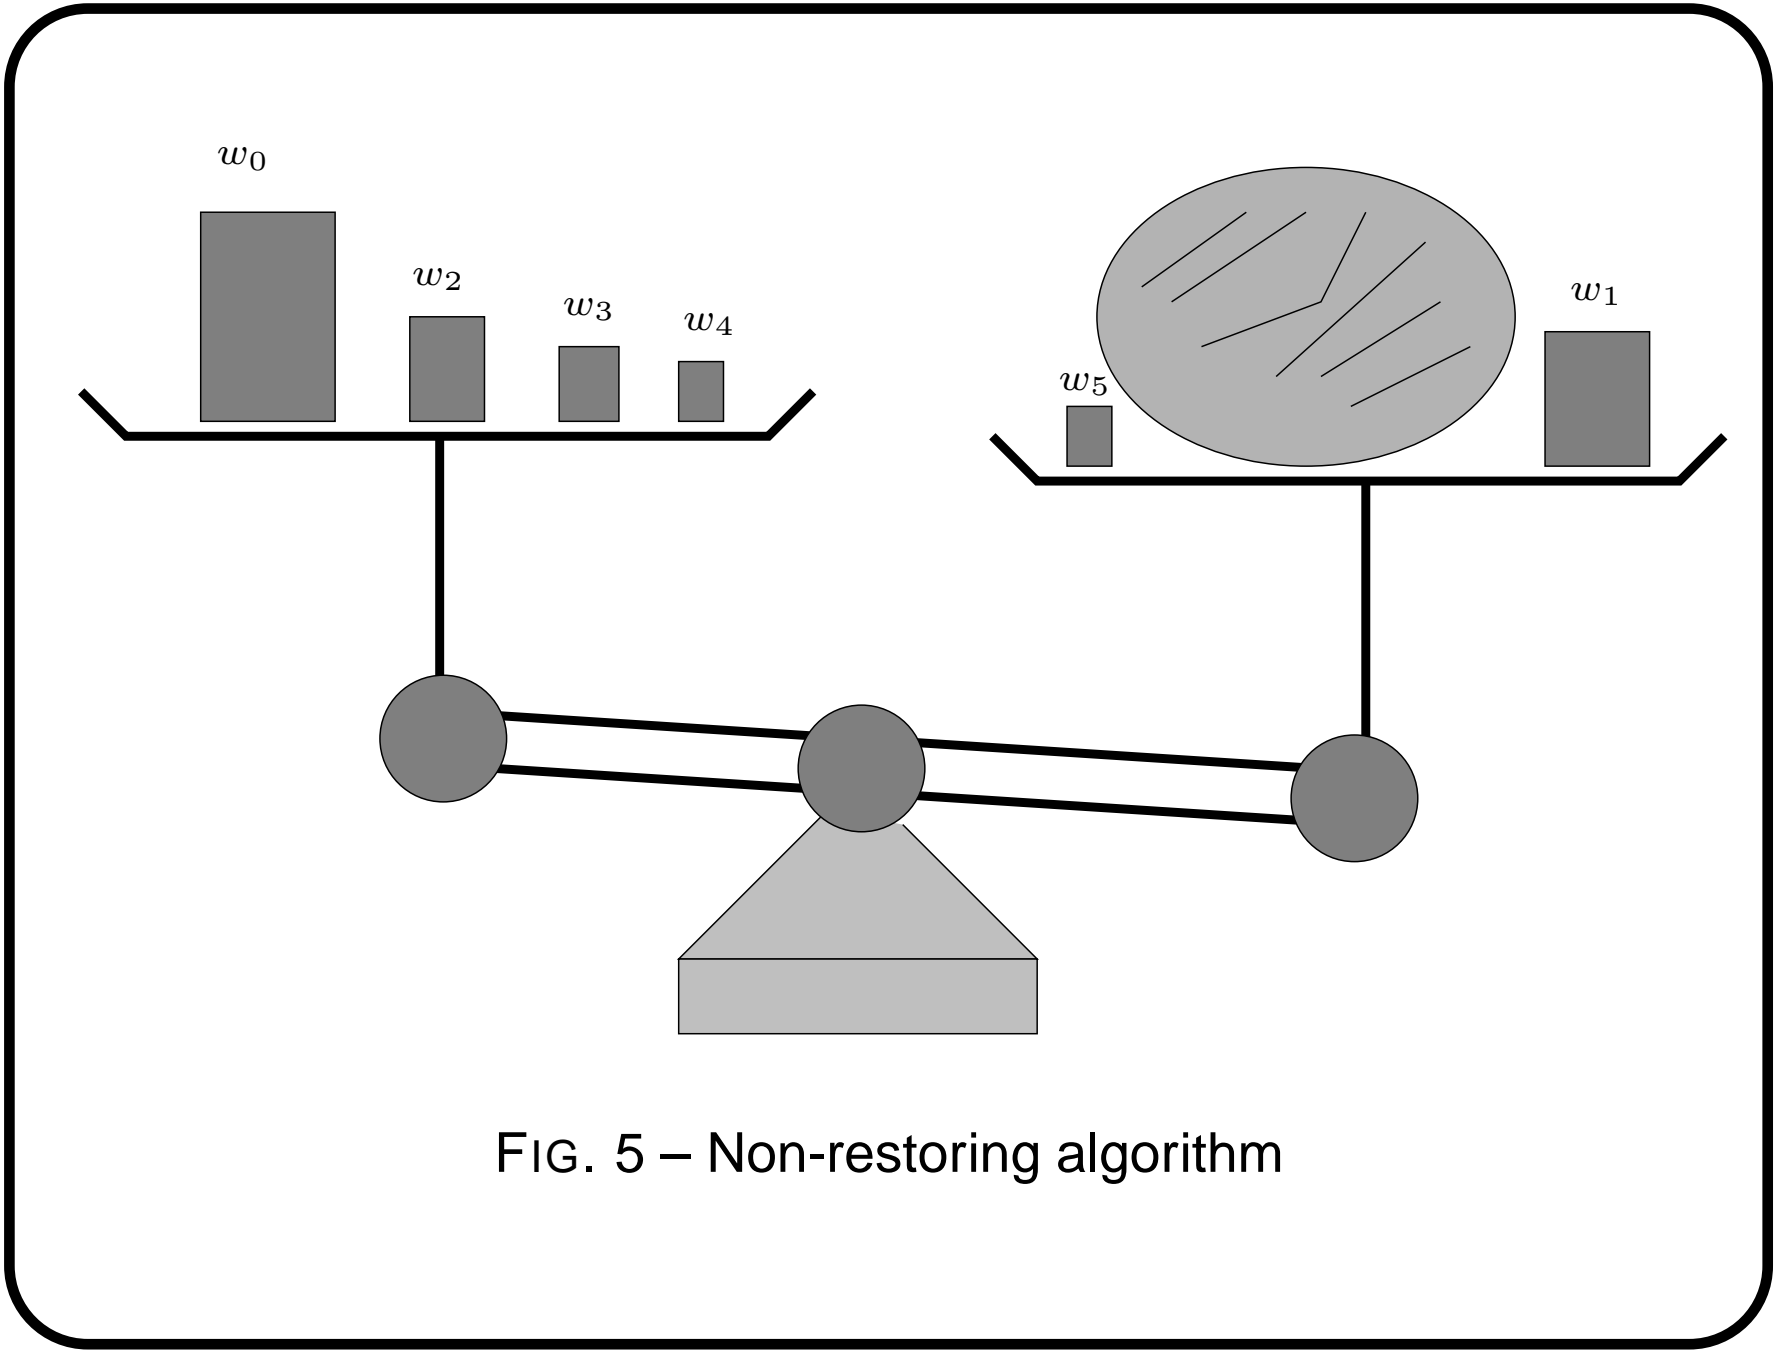 w₀
w₂
w₃
w₄
w₅
w₁
FIG. 5 – Non-restoring algorithm